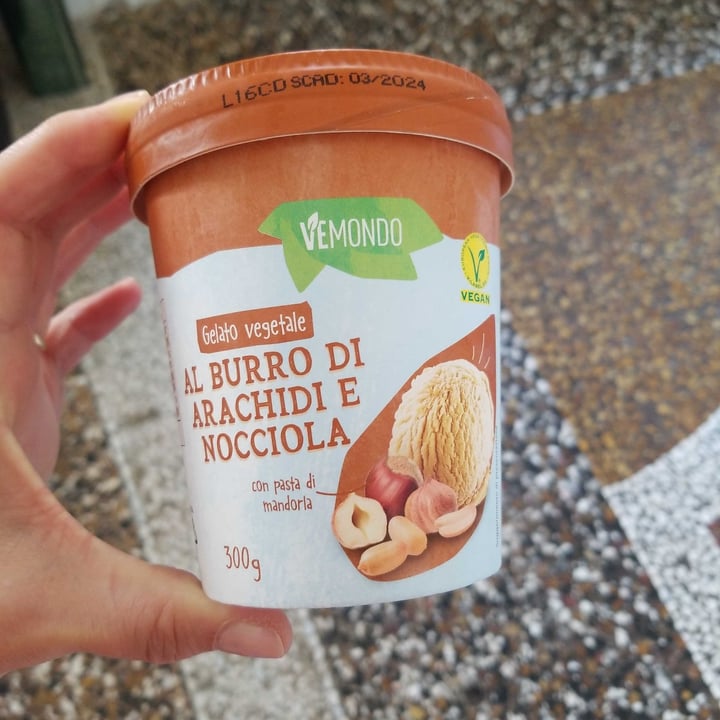 L16CD SCAD: 03/2024
VEMONDO
VEGAN
Gelato vegetale
AL BURRO DI
ARACHIDI E
NOCCIOLA
con pasta di
mandorla
300g